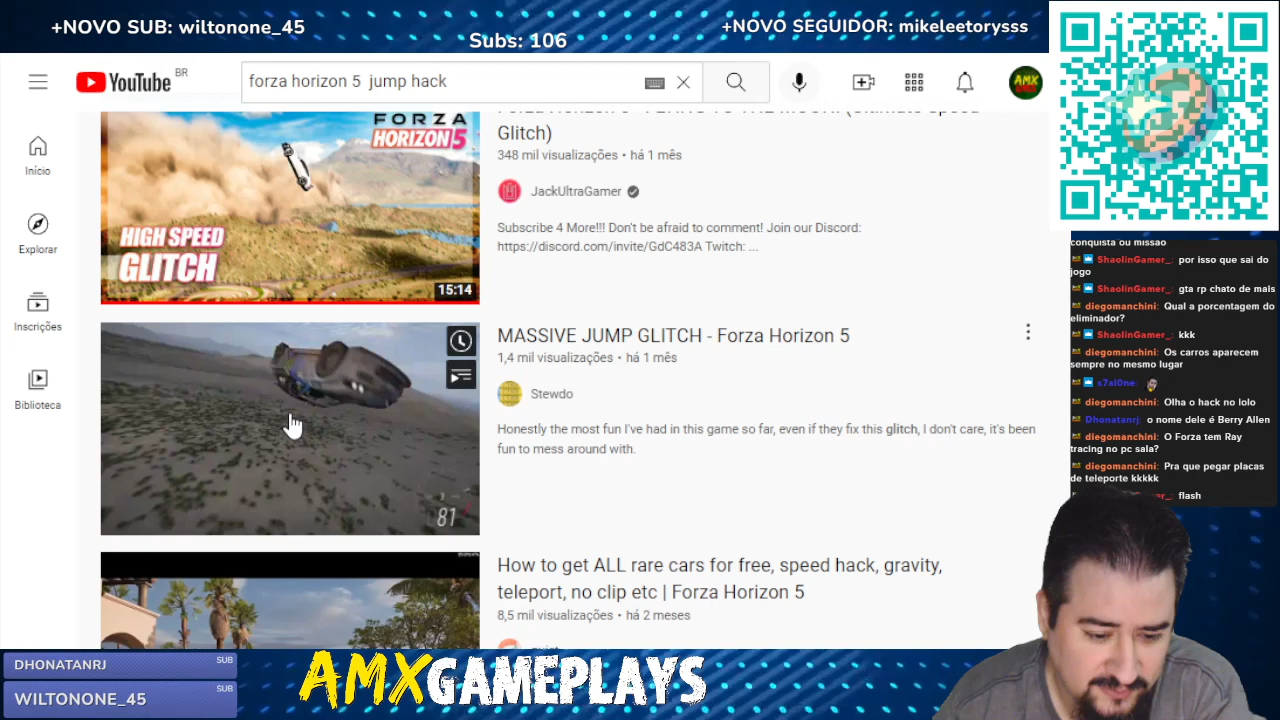 +NOVO SUB: wiltonone_45
Subs: 106
+NOVO SEGUIDOR: mikeleetorysss
YouTube BR
forza horizon 5 jump hack
AMX
Início
Explorar
Inscrições
Biblioteca
FORZA
HORIZON 5
HIGH SPEED
GLITCH
15:14
Glitch)
348 mil visualizações • há 1 mês
JackUltraGamer
Subscribe 4 More!!! Don't be afraid to comment! Join our Discord:
https://discord.com/invite/GdC483A Twitch: ...
81
MASSIVE JUMP GLITCH - Forza Horizon 5
1,4 mil visualizações • há 1 mês
Stewdo
Honestly the most fun I've had in this game so far, even if they fix this glitch, I don't care, it's been
fun to mess around with.
How to get ALL rare cars for free, speed hack, gravity,
teleport, no clip etc | Forza Horizon 5
8,5 mil visualizações • há 2 meses
conquista ou missão
ShaolinGamer_: por isso que sai do
jogo
ShaolinGamer_: gta rp chato de mais
diegomanchini: Qual a porcentagem do
eliminador?
ShaolinGamer_: kkk
diegomanchini: Os carros aparecem
sempre no mesmo lugar
s7al0ne:
diegomanchini: Olha o hack no lolo
Dhonatanrj: o nome dele é Berry Allen
diegomanchini: O Forza tem Ray
tracing no pc sala?
diegomanchini: Pra que pegar placas
de teleporte kkkkk
er_: flash
DHONATANRJ SUB
WILTONONE_45 SUB
AMXGAMEPLAYS